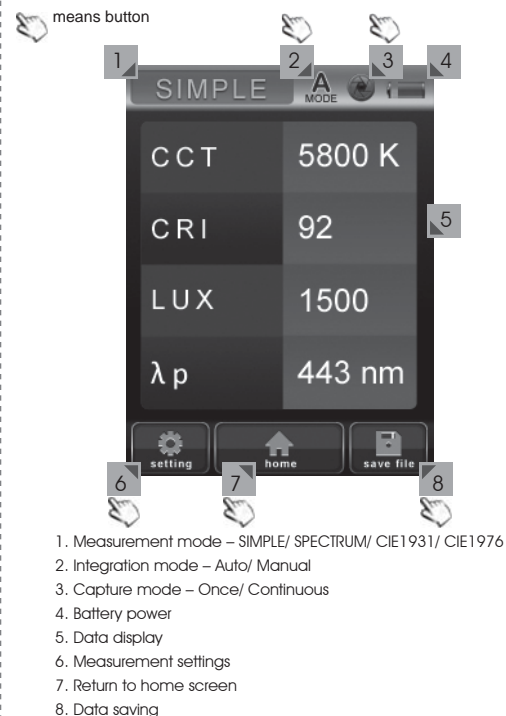 means button
1
2
3
4
SIMPLE
A
MODE
CCT 5800 K
CRI 92
5
LUX 1500
λp 443 nm
setting home save file
6
7
8
1. Measurement mode – SIMPLE/ SPECTRUM/ CIE1931/ CIE1976
2. Integration mode – Auto/ Manual
3. Capture mode – Once/ Continuous
4. Battery power
5. Data display
6. Measurement settings
7. Return to home screen
8. Data saving